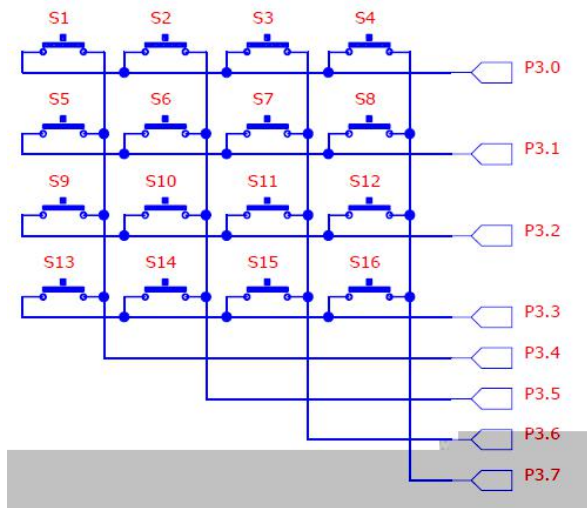 S1 S2 S3 S4
P3.0
S5 S6 S7 S8
P3.1
S9 S10 S11 S12
P3.2
S13 S14 S15 S16
P3.3
P3.4
P3.5
P3.6
P3.7